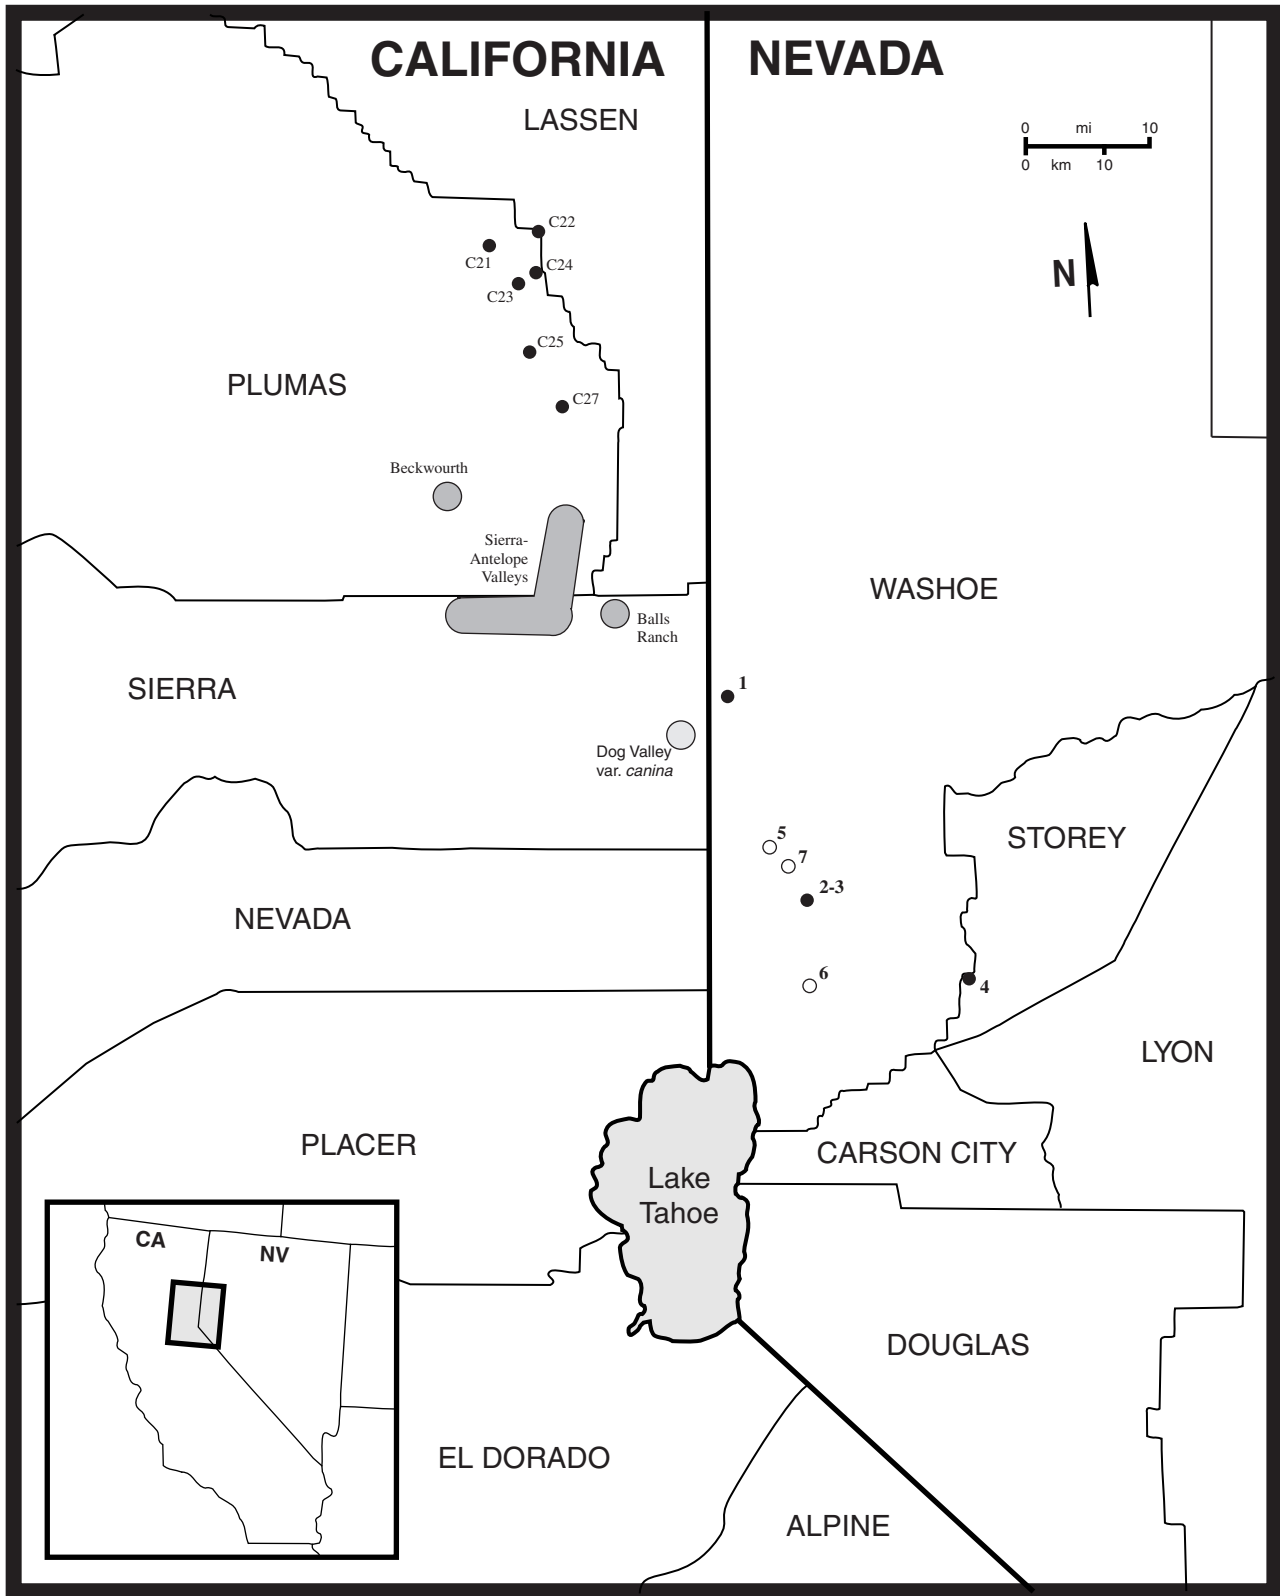 CALIFORNIA
NEVADA
LASSEN
0 mi 10
0 km 10
N
C22
C21
C24
C23
C25
C27
PLUMAS
Beckwourth
Sierra-
Antelope
Valleys
Balls
Ranch
WASHOE
SIERRA
1
Dog Valley
var. canina
5
7
2-3
STOREY
NEVADA
6
4
LYON
PLACER
CARSON CITY
Lake
Tahoe
CA
NV
DOUGLAS
EL DORADO
ALPINE